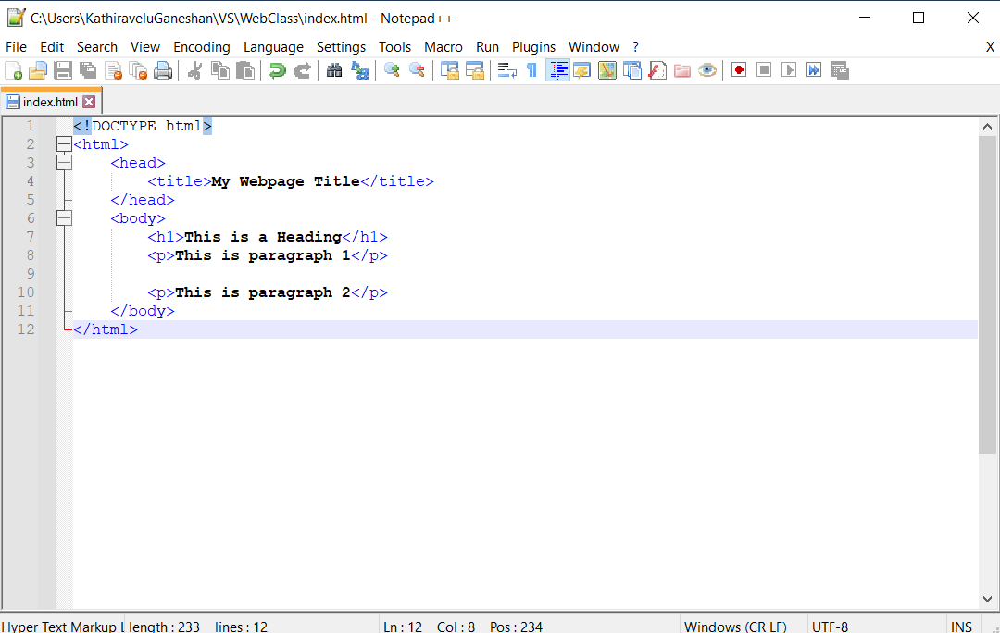 C:\Users\KathiraveluGaneshan\VS\WebClass\index.html - Notepad++
File Edit Search View Encoding Language Settings Tools Macro Run Plugins Window ? X
index.html
1 <!DOCTYPE html>
2 <html>
3 <head>
4 <title>My Webpage Title</title>
5 </head>
6 <body>
7 <h1>This is a Heading</h1>
8 <p>This is paragraph 1</p>
9
10 <p>This is paragraph 2</p>
11 </body>
12 </html>
Hyper Text Markup L length : 233 lines : 12 Ln : 12 Col : 8 Pos : 234 Windows (CR LF) UTF-8 INS